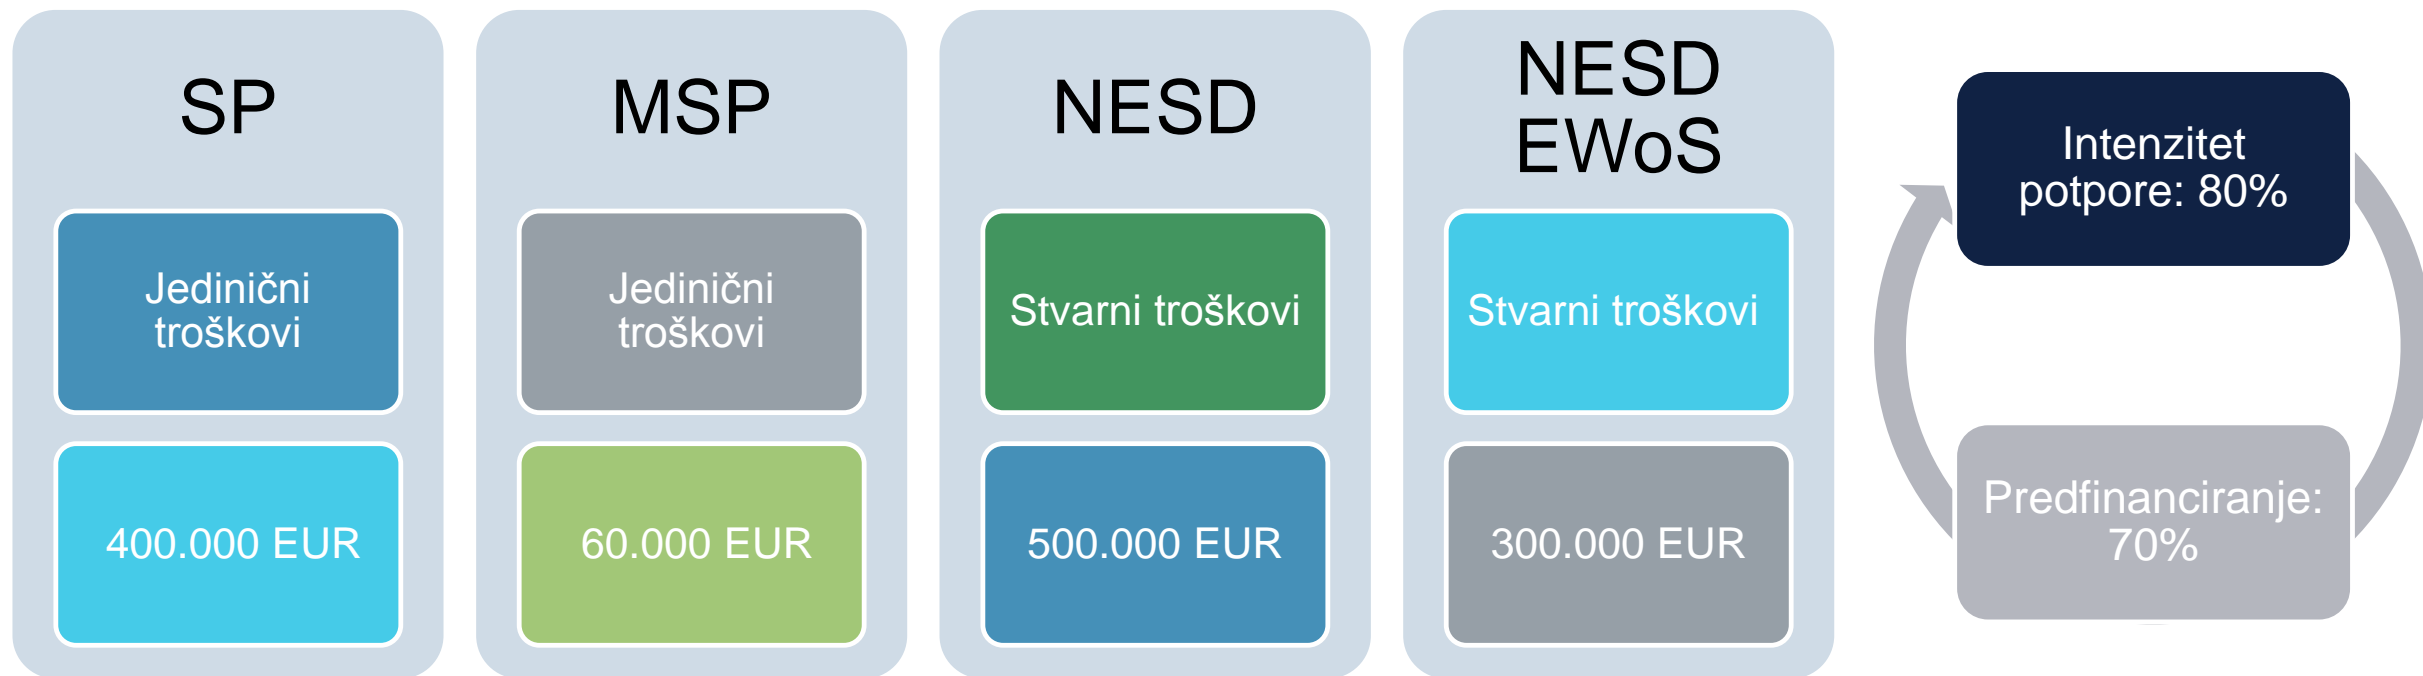 SP
Jedinični
troškovi
400.000 EUR
MSP
Jedinični
troškovi
60.000 EUR
NESD
Stvarni troškovi
500.000 EUR
NESD
EWoS
Stvarni troškovi
300.000 EUR
Intenzitet
potpore: 80%
Predfinanciranje:
70%